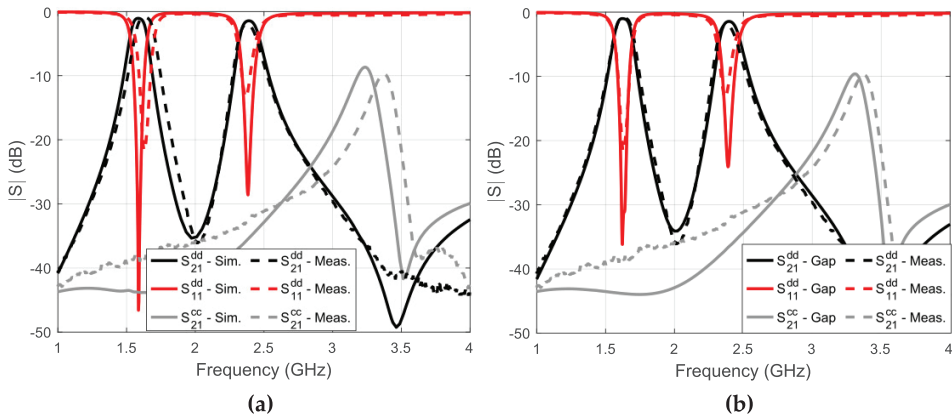 0
-10
-20
-30
-40
-50
|S| (dB)
1
1.5
2
2.5
3
3.5
4
Frequency (GHz)
S21dd - Sim. S21dd - Meas.
S11dd - Sim. S11dd - Meas.
S21cc - Sim. S21cc - Meas.
(a)
0
-10
-20
-30
-40
-50
|S| (dB)
1
1.5
2
2.5
3
3.5
4
Frequency (GHz)
S21dd - Gap S21dd - Meas.
S11dd - Gap S11dd - Meas.
S21cc - Gap S21cc - Meas.
(b)